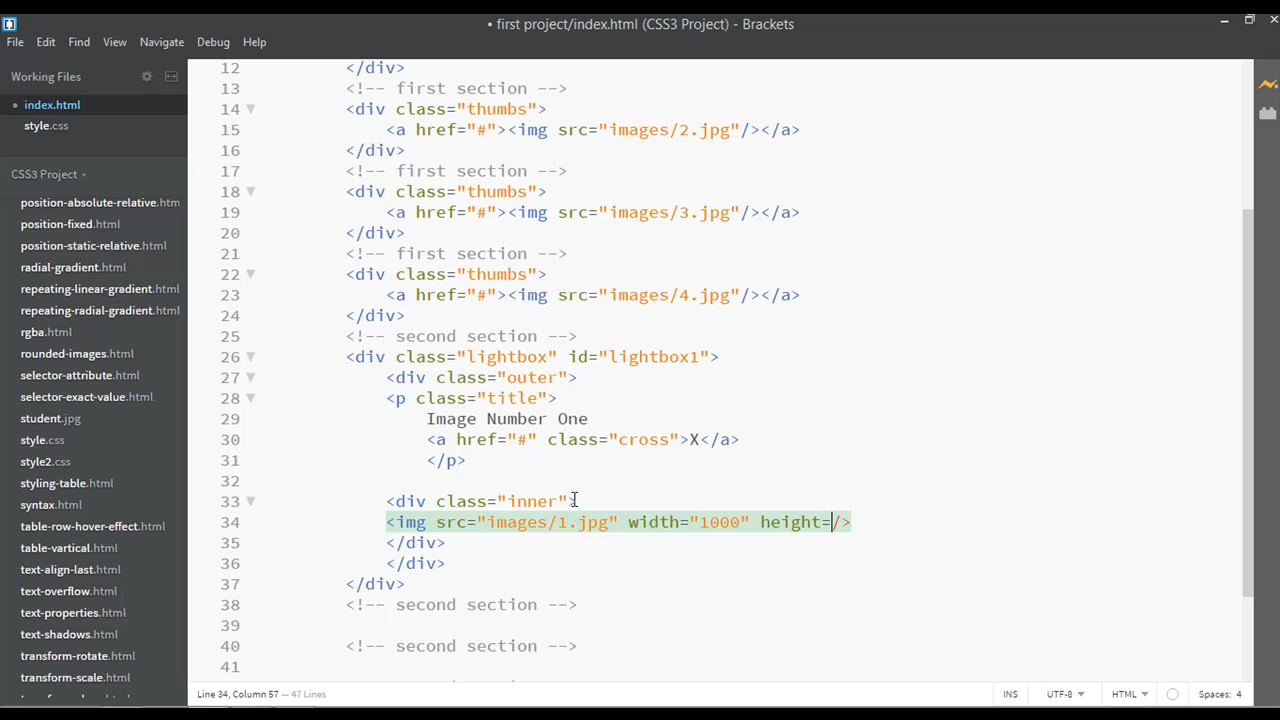 • first project/index.html (CSS3 Project) - Brackets
File Edit Find View Navigate Debug Help
Working Files
• index.html
style.css
CSS3 Project
position-absolute-relative.htm
position-fixed.html
position-static-relative.html
radial-gradient.html
repeating-linear-gradient.html
repeating-radial-gradient.html
rgba.html
rounded-images.html
selector-attribute.html
selector-exact-value.html
student.jpg
style.css
style2.css
styling-table.html
syntax.html
table-row-hover-effect.html
table-vertical.html
text-align-last.html
text-overflow.html
text-properties.html
text-shadows.html
transform-rotate.html
transform-scale.html
12 </div>
13 <!-- first section -->
14 <div class="thumbs">
15 <a href="#"><img src="images/2.jpg"/></a>
16 </div>
17 <!-- first section -->
18 <div class="thumbs">
19 <a href="#"><img src="images/3.jpg"/></a>
20 </div>
21 <!-- first section -->
22 <div class="thumbs">
23 <a href="#"><img src="images/4.jpg"/></a>
24 </div>
25 <!-- second section -->
26 <div class="lightbox" id="lightbox1">
27 <div class="outer">
28 <p class="title">
29 Image Number One
30 <a href="#" class="cross">X</a>
31 </p>
32
33 <div class="inner">
34 <img src="images/1.jpg" width="1000" height=/>
35 </div>
36 </div>
37 </div>
38 <!-- second section -->
39
40 <!-- second section -->
41
Line 34, Column 57 — 47 Lines
INS UTF-8 HTML Spaces: 4